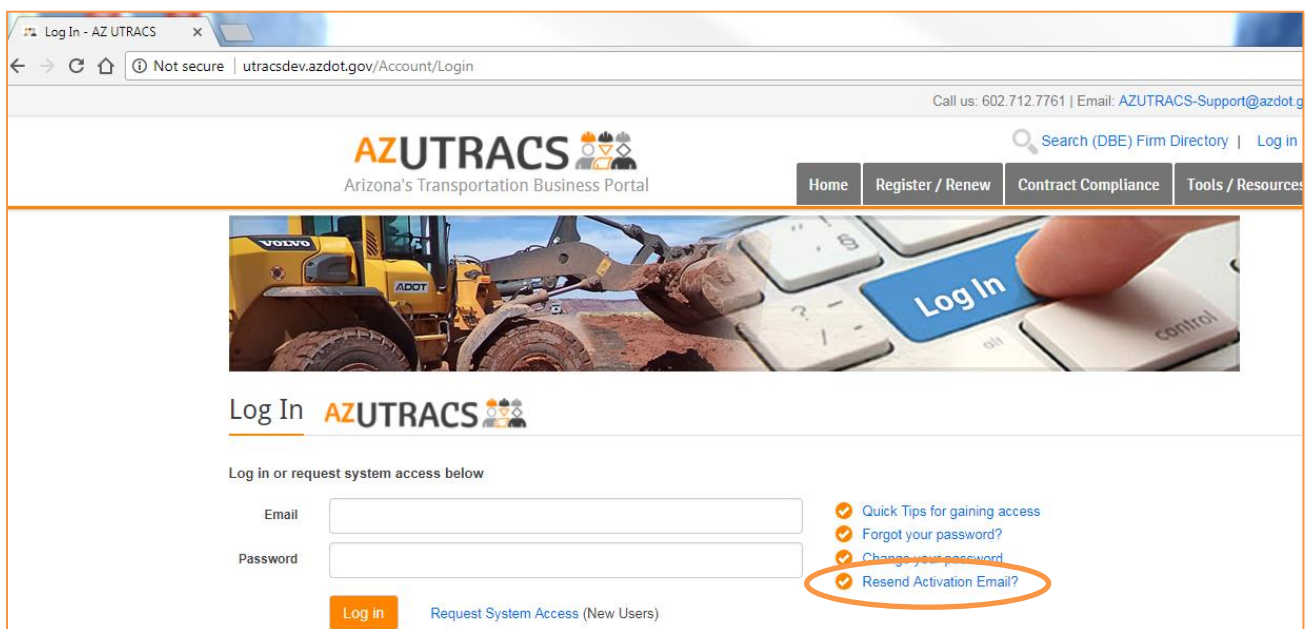 Log In - AZ UTRACS
Not secure | utracsdev.azdot.gov/Account/Login
Call us: 602.712.7761 | Email: AZUTRACS-Support@azdot.g
AZUTRACS
Search (DBE) Firm Directory | Log in
Arizona's Transportation Business Portal
Home Register / Renew Contract Compliance Tools / Resources
VOLVO
ADOT
Log In
alt
control
Log In AZUTRACS
Log in or request system access below
Email
Quick Tips for gaining access
Forgot your password?
Password
Change your password
Resend Activation Email?
Log in Request System Access (New Users)